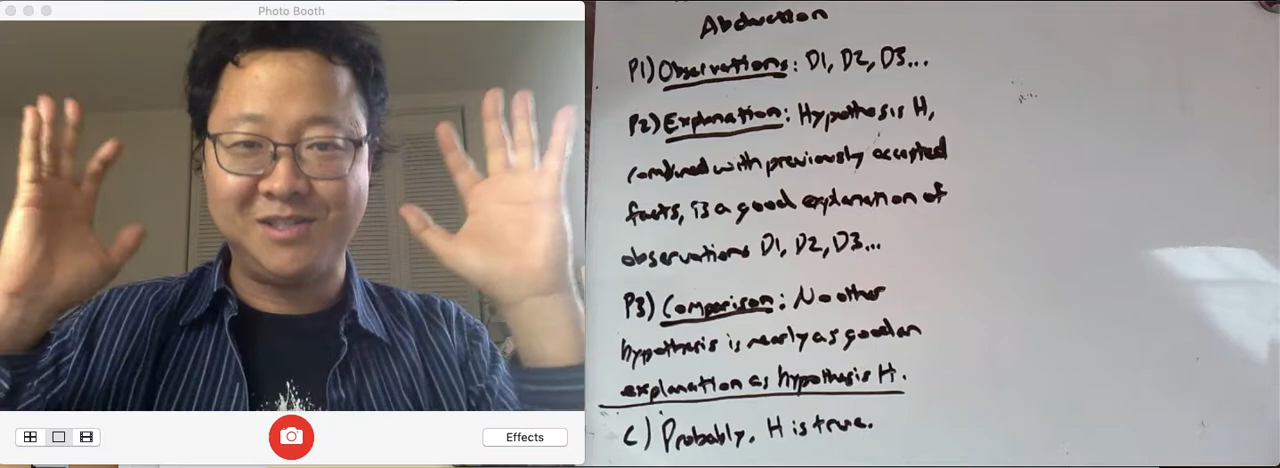 Photo Booth
Effects
Abduction
P1) Observations: D1, D2, D3...
P2) Explanation: Hypothesis H,
combined with previously accepted
facts, is a good explanation of
observations D1, D2, D3...
P3) Comparison: No other
hypothesis is nearly as good an
explanation as hypothesis H.
C) Probably, H is true.